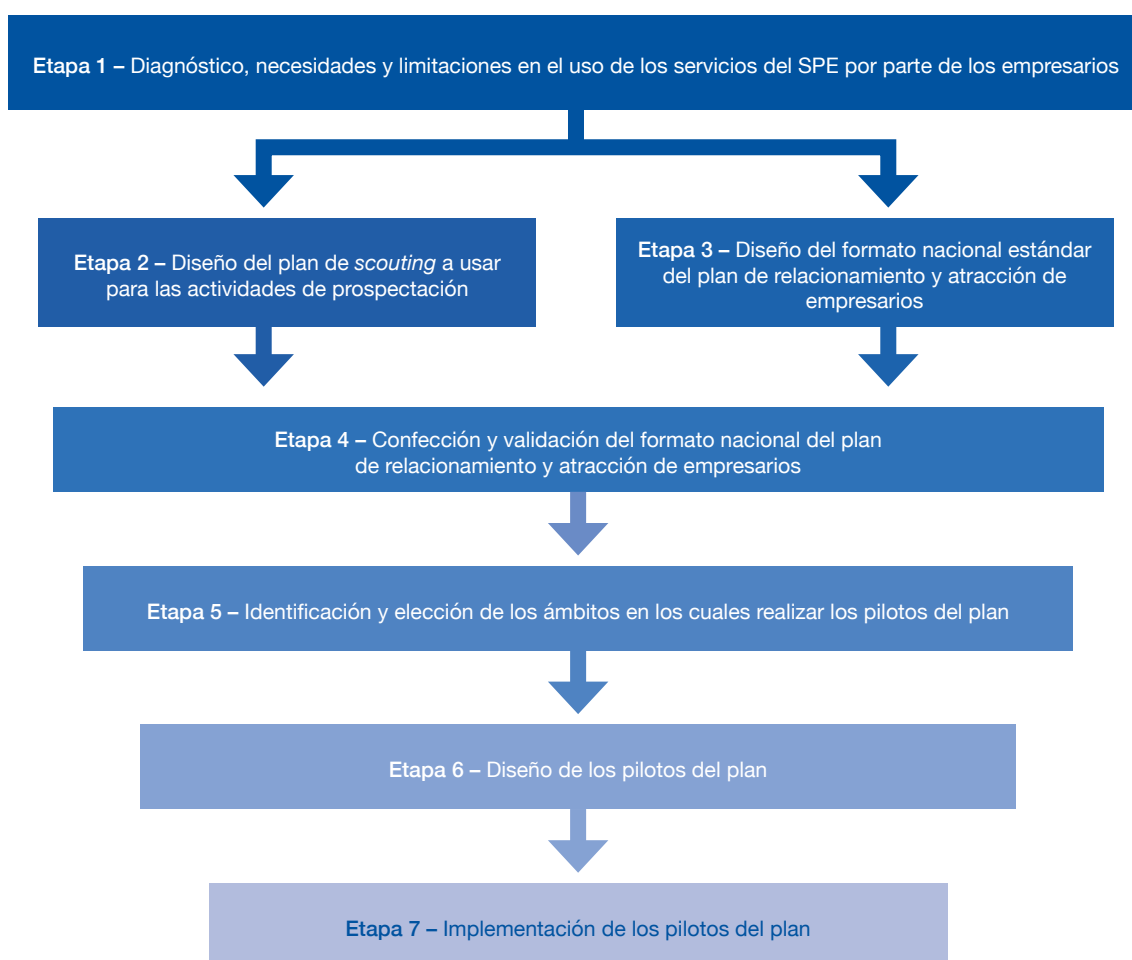 Etapa 1 – Diagnóstico, necesidades y limitaciones en el uso de los servicios del SPE por parte de los empresarios
Etapa 2 – Diseño del plan de scouting a usar
para las actividades de prospectación
Etapa 3 – Diseño del formato nacional estándar
del plan de relacionamiento y atracción de
empresarios
Etapa 4 – Confección y validación del formato nacional del plan
de relacionamiento y atracción de empresarios
Etapa 5 – Identificación y elección de los ámbitos en los cuales realizar los pilotos del plan
Etapa 6 – Diseño de los pilotos del plan
Etapa 7 – Implementación de los pilotos del plan